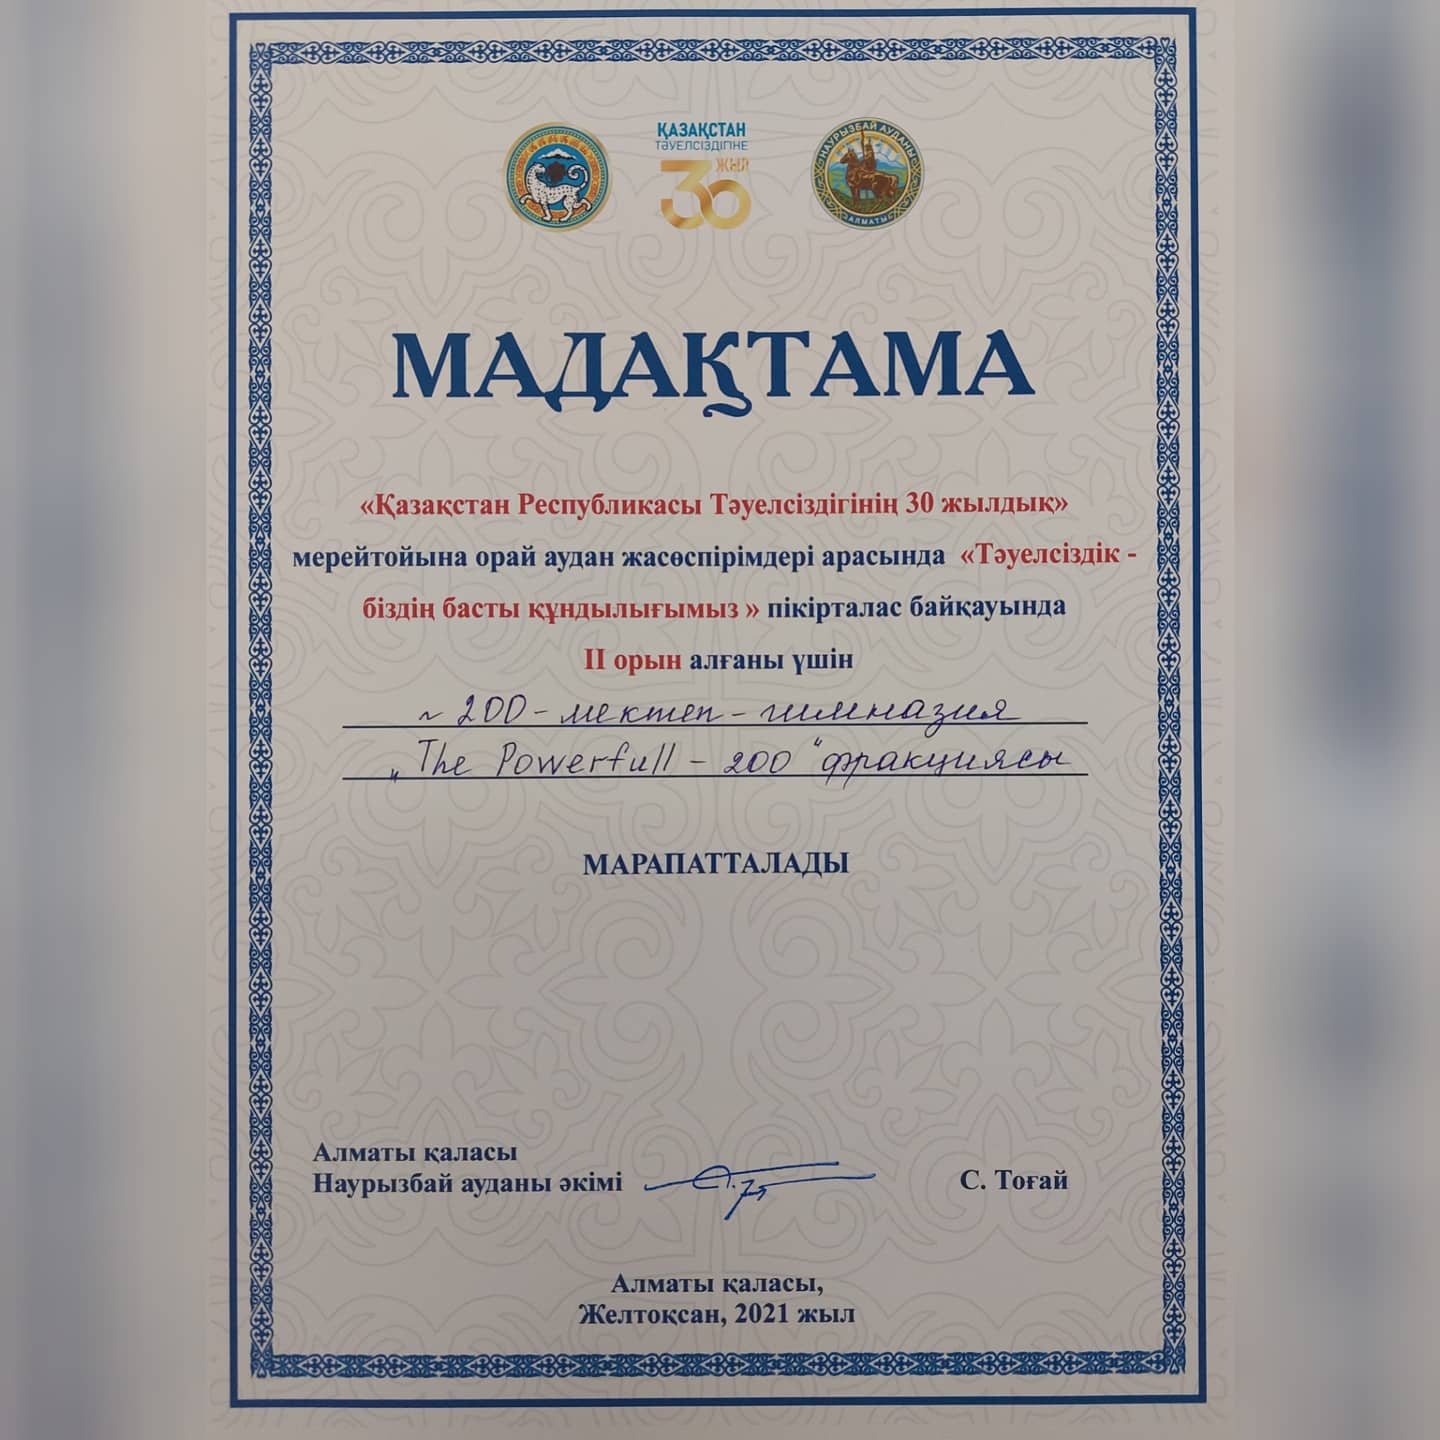 ҚАЗАҚСТАН
ТӘУЕЛСІЗДІГІНЕ
30 ЖЫЛ
НАУРЫЗБАЙ АУДАНЫ
АЛМАТЫ
МАДАҚТАМА
«Қазақстан Республикасы Тәуелсіздігінің 30 жылдық»
мерейтойына орай аудан жасөспірімдері арасында «Тәуелсіздік -
біздің басты құндылығымыз » пікірталас байқауында
ІІ орын алғаны үшін
~ 200 - мектеп - гимназия
„The Powerfull - 200“ фракциясы
МАРАПАТТАЛАДЫ
Алматы қаласы
Наурызбай ауданы әкімі
С. Тоғай
Алматы қаласы,
Желтоқсан, 2021 жыл